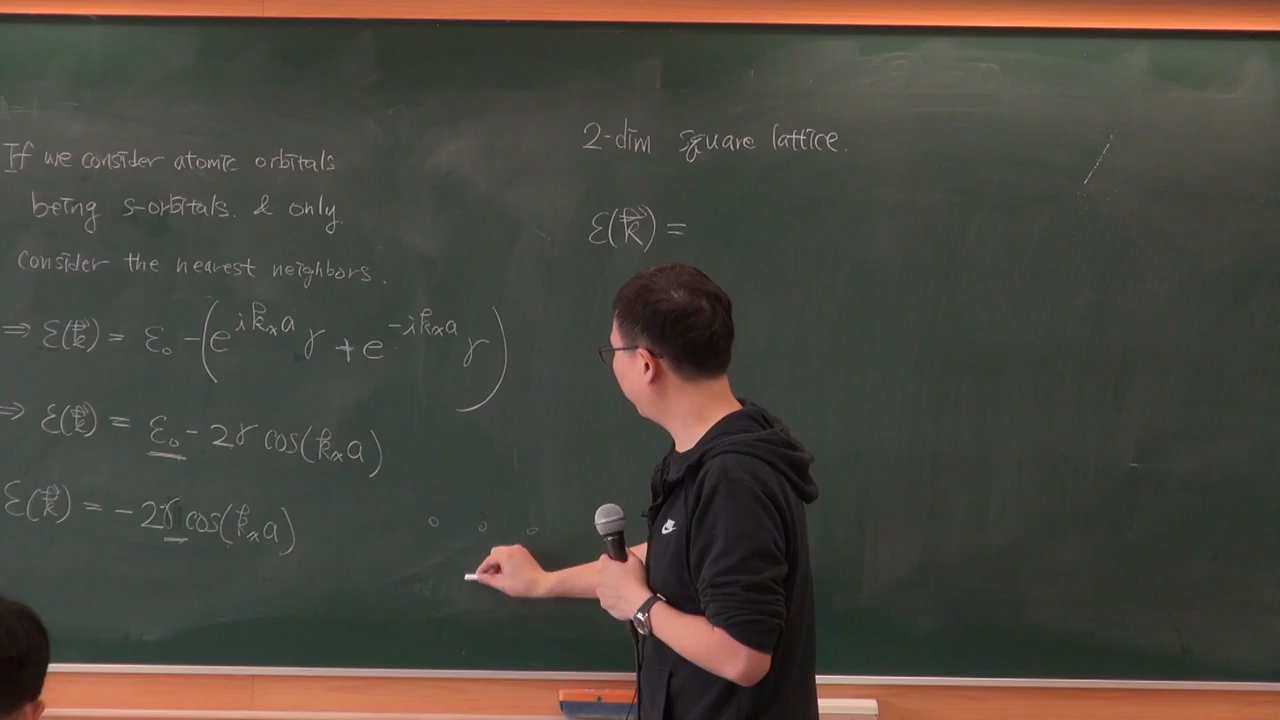 If we consider atomic orbitals
being s-orbitals. & only
consider the nearest neighbors.
⇒ ε(k⃗) = ε₀ - (e^{ik_x a} γ + e^{-ik_x a} γ)
⇒ ε(k⃗) = ε₀ - 2γ cos(k_x a)
ε(k⃗) = -2γ cos(k_x a)
2-dim square lattice.
ε(k⃗) =